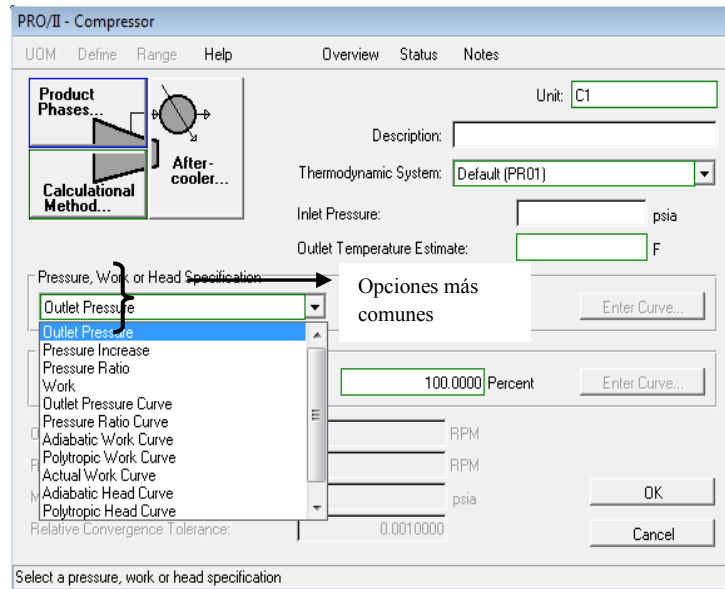 PRO/II - Compressor
UOM Define Range Help Overview Status Notes
Product
Phases...
After-
cooler...
Calculational
Method...
Unit: C1
Description:
Thermodynamic System: Default (PR01)
Inlet Pressure: psia
Outlet Temperature Estimate: F
Pressure, Work or Head Specification
Opciones más
comunes
Outlet Pressure
Enter Curve...
Outlet Pressure
Pressure Increase
Pressure Ratio
Work
Outlet Pressure Curve
Pressure Ratio Curve
Adiabatic Work Curve
Polytropic Work Curve
Actual Work Curve
Adiabatic Head Curve
Polytropic Head Curve
100.0000 Percent Enter Curve...
RPM
RPM
psia
Relative Convergence Tolerance: 0.0010000
OK
Cancel
Select a pressure, work or head specification